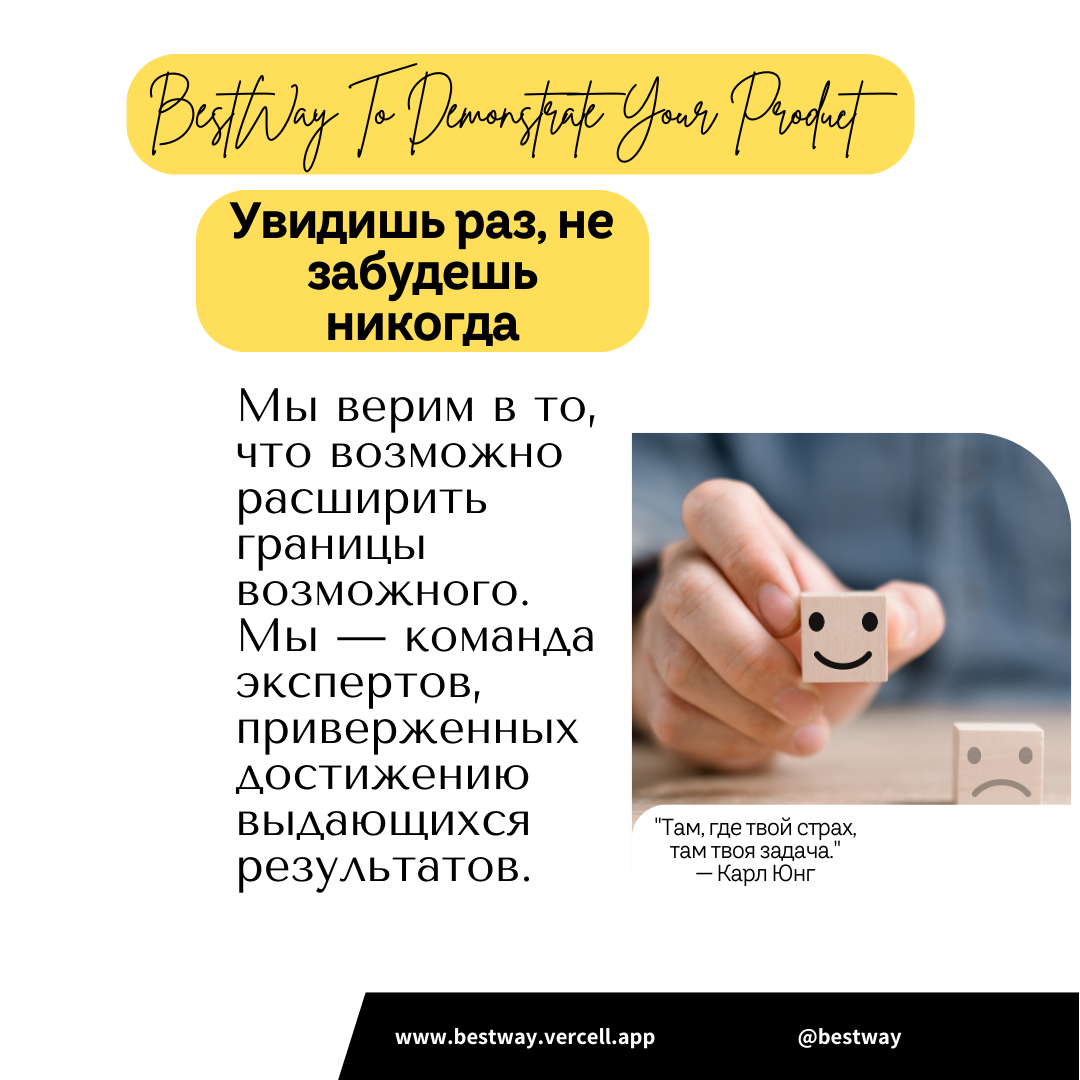 BestWay To Demonstrate Your Product
Увидишь раз, не
забудешь
никогда
Мы верим в то,
что возможно
расширить
границы
возможного.
Мы — команда
экспертов,
приверженных
достижению
выдающихся
результатов.
"Там, где твой страх,
там твоя задача."
— Карл Юнг
www.bestway.vercell.app
@bestway